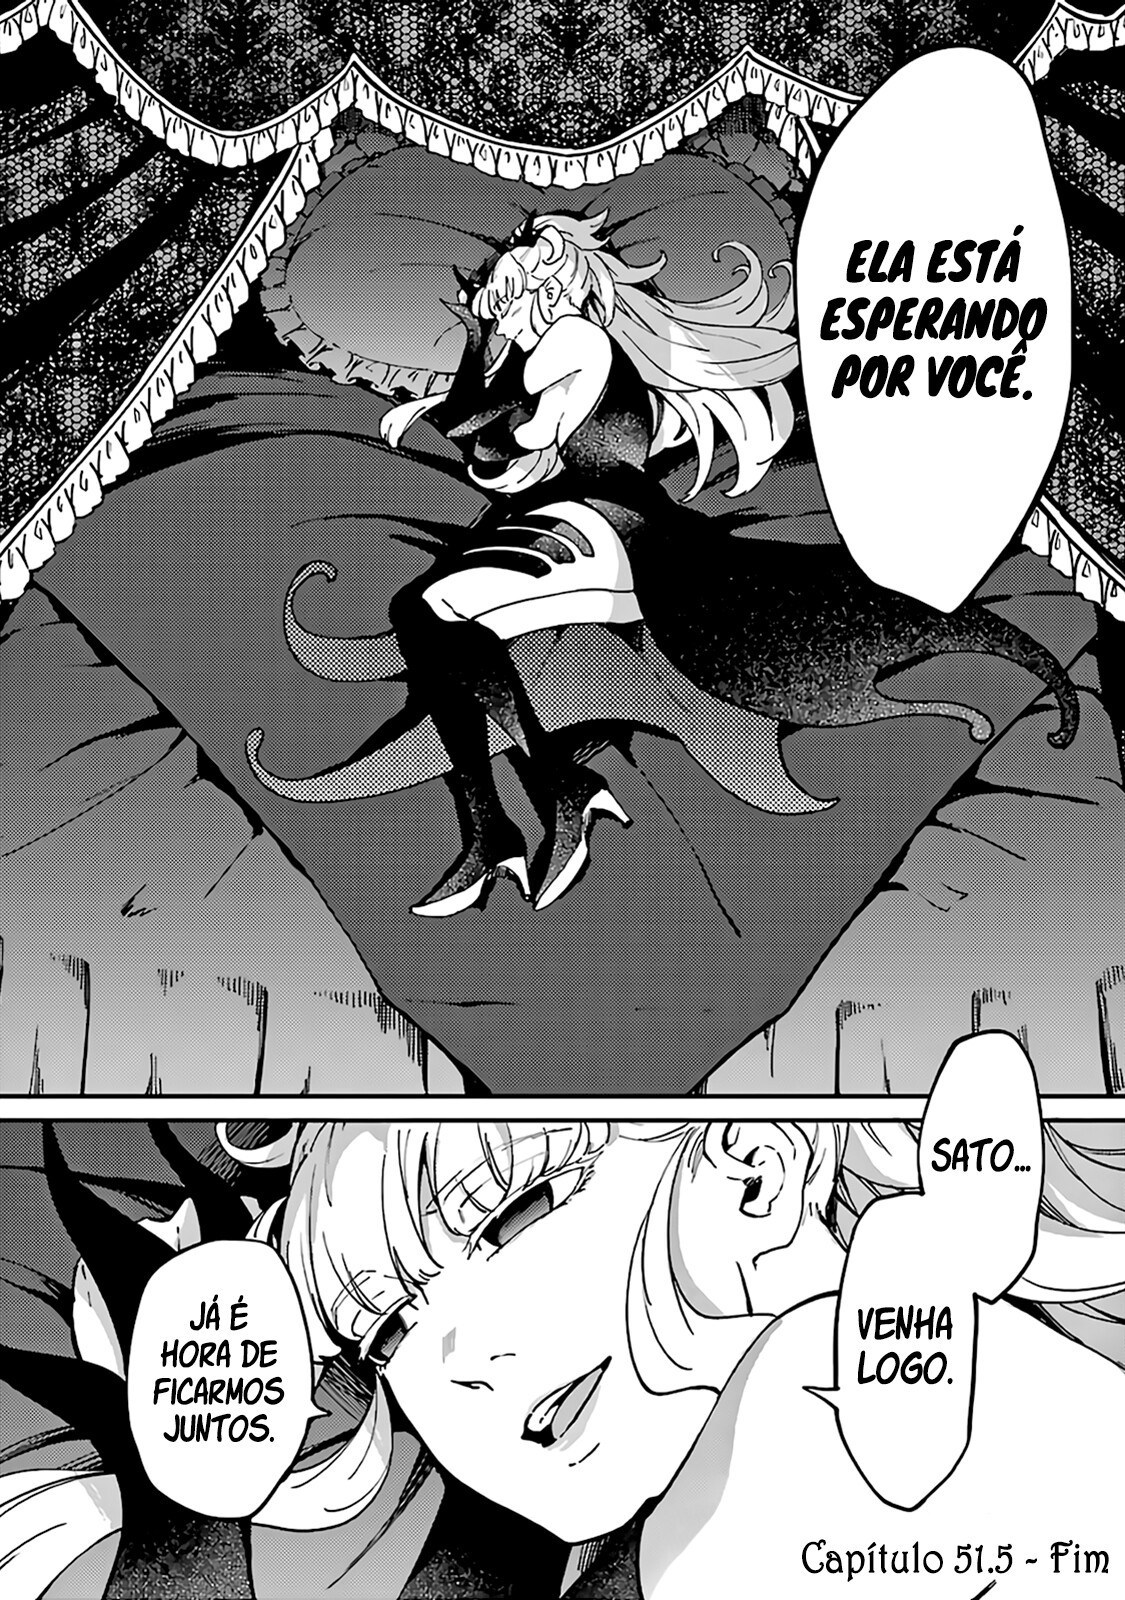 ELA ESTÁ
ESPERANDO
POR VOCÊ.
SATO...
VENHA
LOGO.
JÁ É
HORA DE
FICARMOS
JUNTOS.
Capítulo 51.5 - Fim